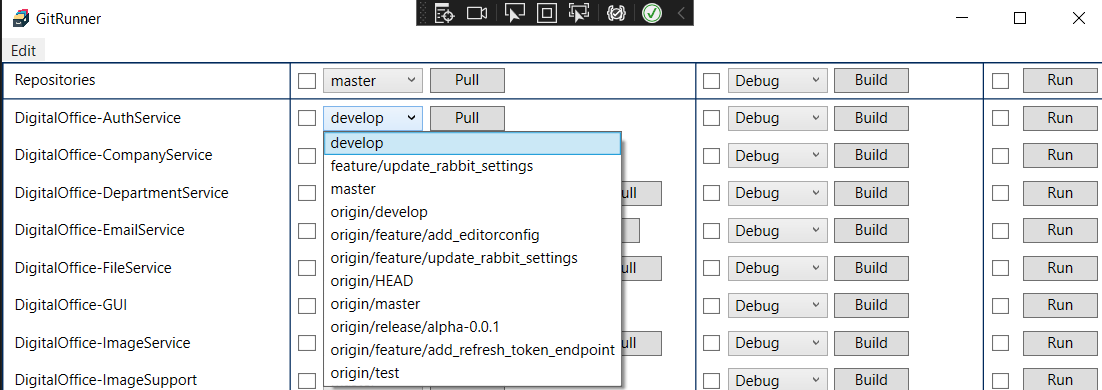 GitRunner
Edit
Repositories master Pull Debug Build Run
DigitalOffice-AuthService develop Pull Debug Build Run
develop
DigitalOffice-CompanyService feature/update_rabbit_settings Debug Build Run
master
DigitalOffice-DepartmentService ull Debug Build Run
origin/develop
DigitalOffice-EmailService origin/feature/add_editorconfig Debug Build Run
origin/feature/update_rabbit_settings
DigitalOffice-FileService ull Debug Build Run
origin/HEAD
DigitalOffice-GUI origin/master Debug Build Run
origin/release/alpha-0.0.1
DigitalOffice-ImageService ull Debug Build Run
origin/feature/add_refresh_token_endpoint
DigitalOffice-ImageSupport origin/test Debug Build Run